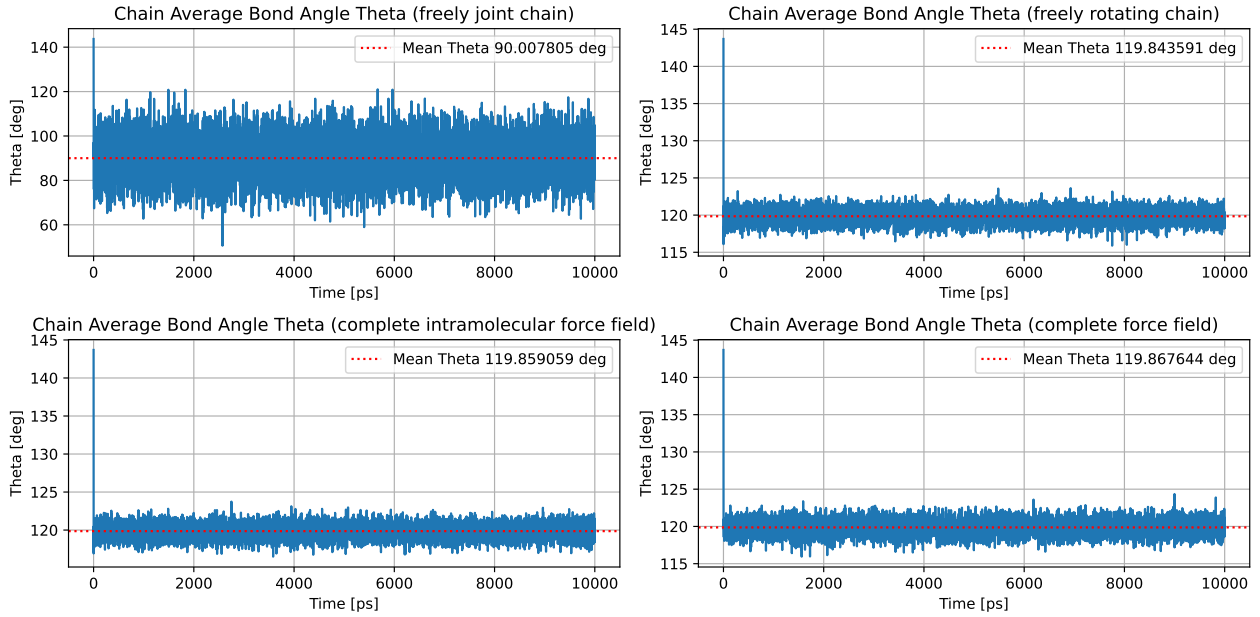 Chain Average Bond Angle Theta (freely joint chain)
Theta [deg]
140
120
100
80
60
Mean Theta 90.007805 deg
0 2000 4000 6000 8000 10000
Time [ps]
Chain Average Bond Angle Theta (freely rotating chain)
Theta [deg]
145
140
135
130
125
120
115
Mean Theta 119.843591 deg
0 2000 4000 6000 8000 10000
Time [ps]
Chain Average Bond Angle Theta (complete intramolecular force field)
Theta [deg]
145
140
135
130
125
120
Mean Theta 119.859059 deg
0 2000 4000 6000 8000 10000
Time [ps]
Chain Average Bond Angle Theta (complete force field)
Theta [deg]
145
140
135
130
125
120
115
Mean Theta 119.867644 deg
0 2000 4000 6000 8000 10000
Time [ps]